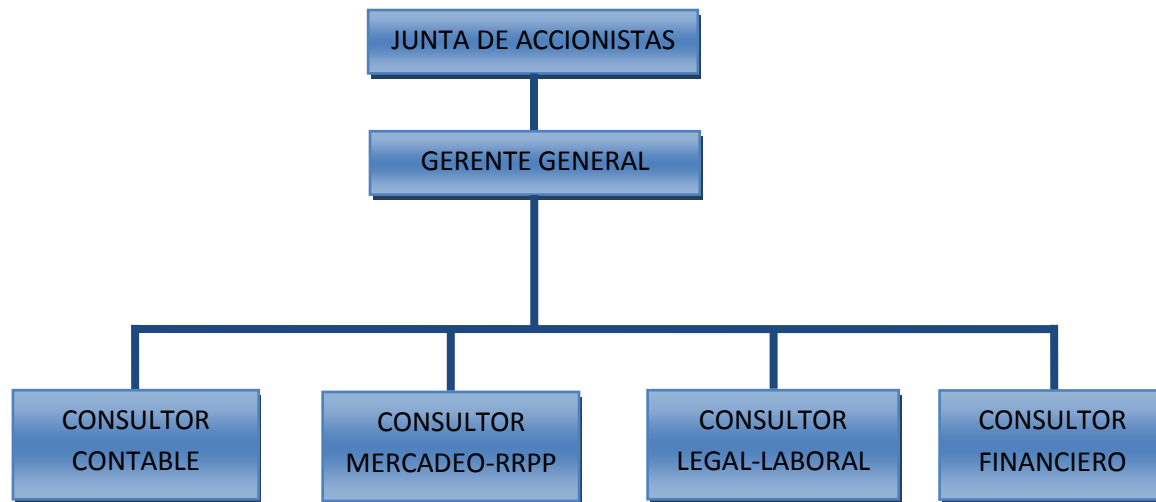 JUNTA DE ACCIONISTAS
GERENTE GENERAL
CONSULTOR
CONTABLE
CONSULTOR
MERCADEO-RRPP
CONSULTOR
LEGAL-LABORAL
CONSULTOR
FINANCIERO